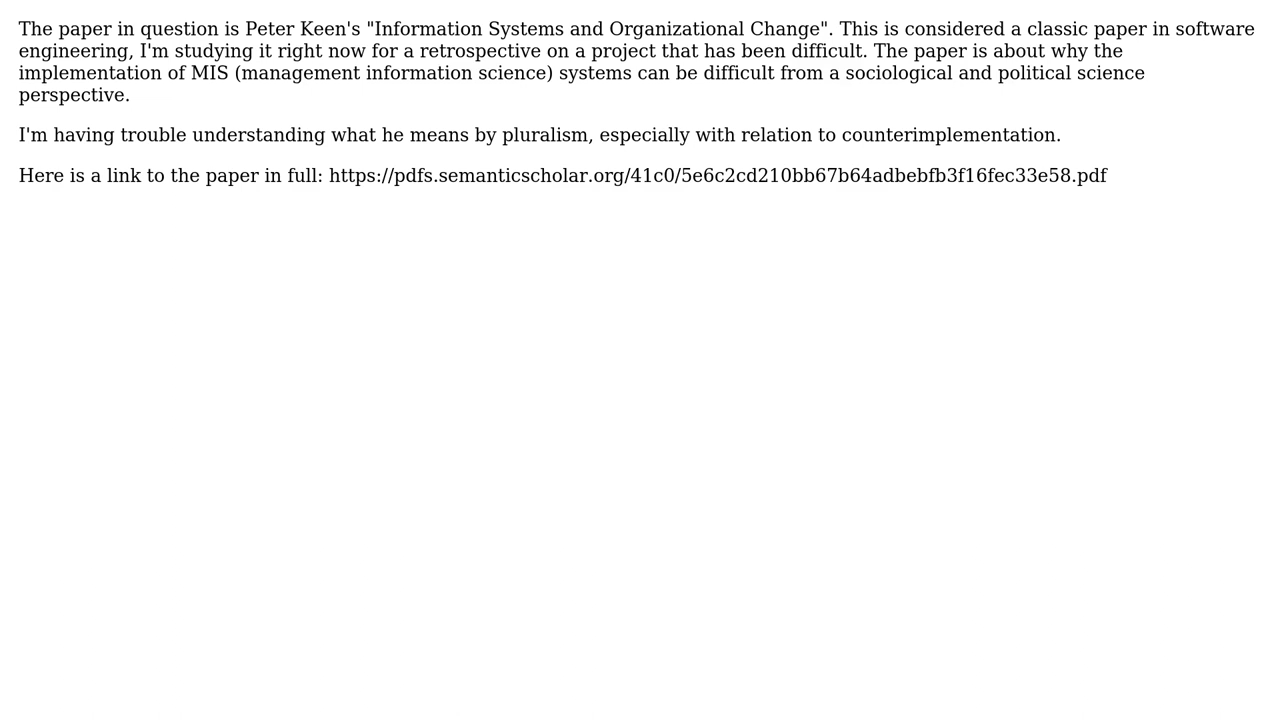 The paper in question is Peter Keen's "Information Systems and Organizational Change". This is considered a classic paper in software
engineering, I'm studying it right now for a retrospective on a project that has been difficult. The paper is about why the
implementation of MIS (management information science) systems can be difficult from a sociological and political science
perspective.
I'm having trouble understanding what he means by pluralism, especially with relation to counterimplementation.
Here is a link to the paper in full: https://pdfs.semanticscholar.org/41c0/5e6c2cd210bb67b64adbebfb3f16fec33e58.pdf